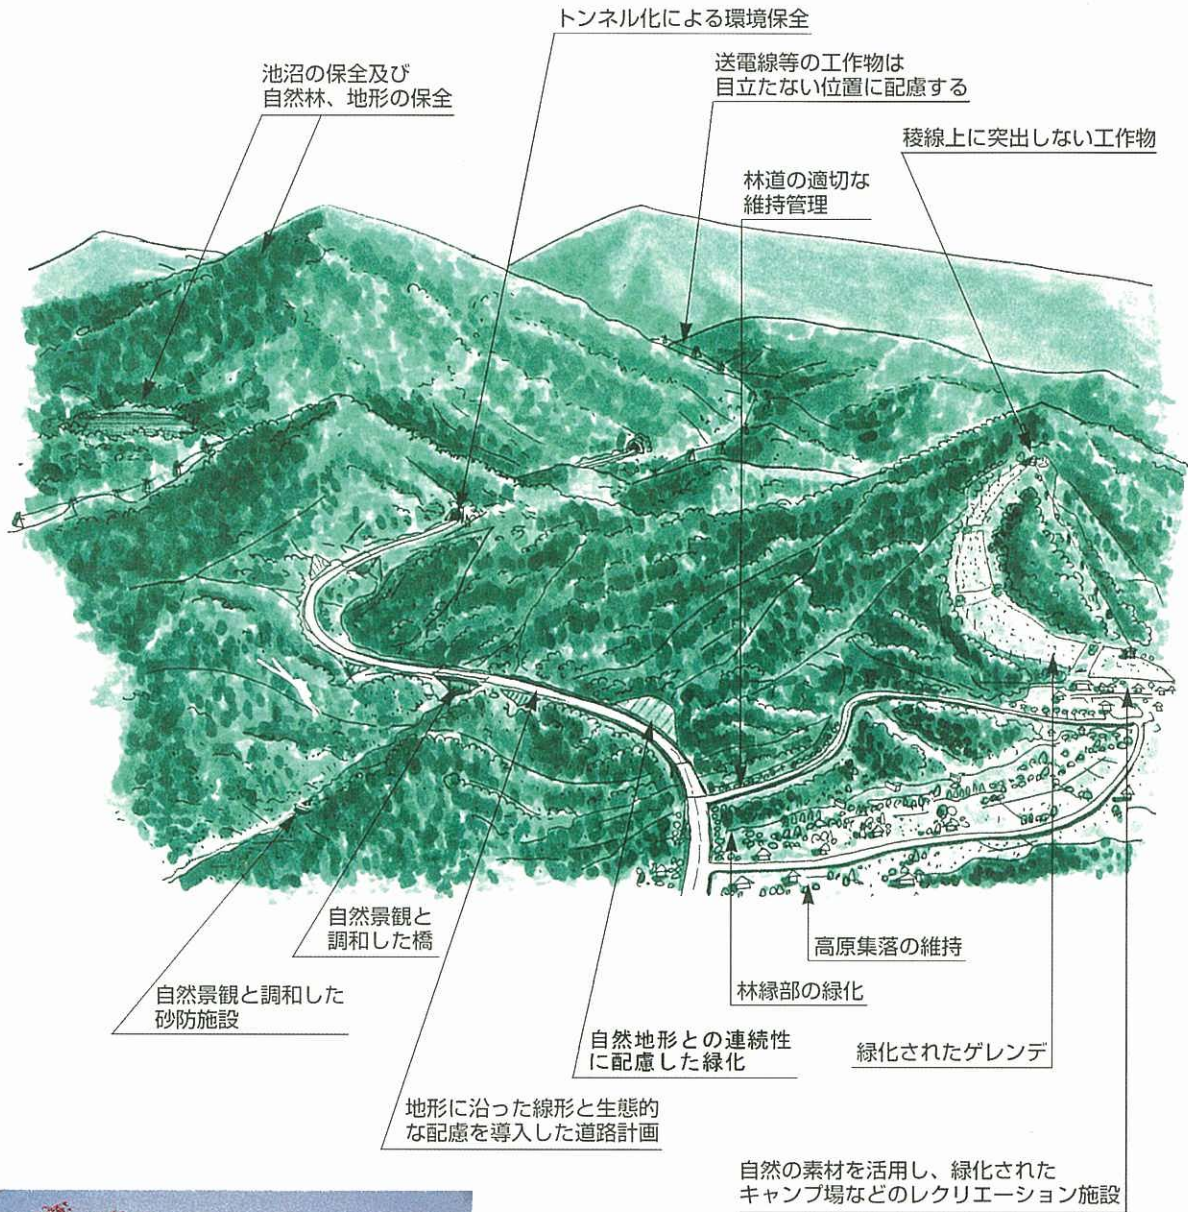 トンネル化による環境保全
池沼の保全及び
自然林、地形の保全
送電線等の工作物は
目立たない位置に配慮する
稜線上に突出しない工作物
林道の適切な
維持管理
自然景観と
調和した橋
高原集落の維持
自然景観と調和した
砂防施設
林縁部の緑化
自然地形との連続性
に配慮した緑化
緑化されたゲレンデ
地形に沿った線形と生態的
な配慮を導入した道路計画
自然の素材を活用し、緑化された
キャンプ場などのレクリエーション施設